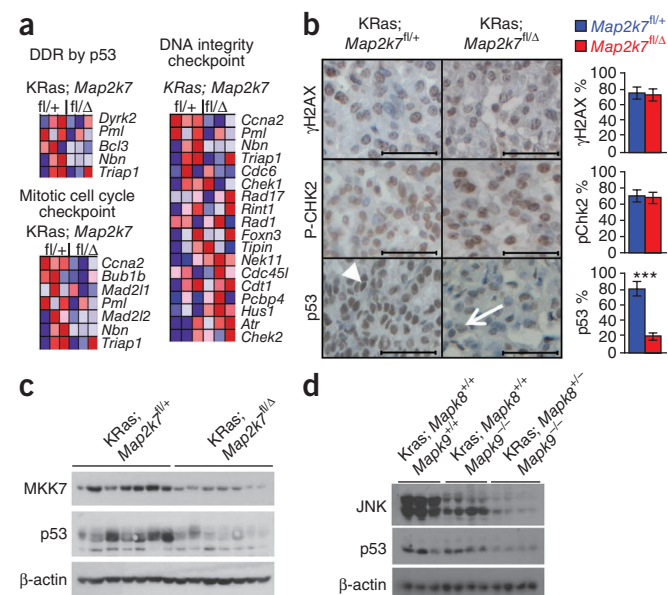 a
DDR by p53
KRas; Map2k7
fl/+ fl/Δ
Dyrk2
Pml
Bcl3
Nbn
Triap1
Mitotic cell cycle
checkpoint
KRas; Map2k7
fl/+ fl/Δ
Ccna2
Bub1b
Mad2l1
Pml
Mad2l2
Nbn
Triap1
DNA integrity
checkpoint
KRas; Map2k7
fl/+ fl/Δ
Ccna2
Pml
Nbn
Triap1
Cdc6
Chek1
Rad17
Rint1
Rad1
Foxn3
Tipin
Nek11
Cdc45l
Cdt1
Pcbp4
Hus1
Atr
Chek2
b
KRas;
Map2k7fl/+
KRas;
Map2k7fl/Δ
γH2AX
P-CHK2
p53
Map2k7fl/+
Map2k7fl/Δ
γH2AX %
100
80
60
40
20
0
pChk2 %
100
80
60
40
20
0
p53 %
100
80
60
40
20
0
***
c
KRas;
Map2k7fl/+
KRas;
Map2k7fl/Δ
MKK7
p53
β-actin
d
Kras; Mapk8+/+
Mapk9+/+
Kras; Mapk8+/+
Mapk9–/–
KRas; Mapk8+/–
Mapk9–/–
JNK
p53
β-actin